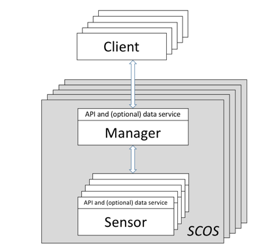 Client
API and (optional) data service
Manager
API and (optional) data service
Sensor
SCOS